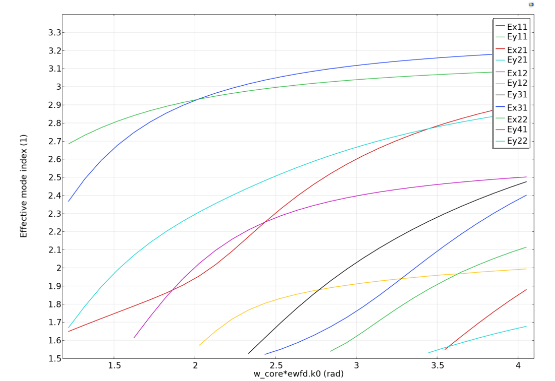 3.3
3.2
3.1
3
2.9
2.8
2.7
2.6
2.5
2.4
2.3
2.2
2.1
2
1.9
1.8
1.7
1.6
1.5
Effective mode index (1)
1.5
2
2.5
3
3.5
4
w_core*ewfd.k0 (rad)
Ex11
Ey11
Ex21
Ey21
Ex12
Ey12
Ey31
Ex31
Ex22
Ey41
Ey22